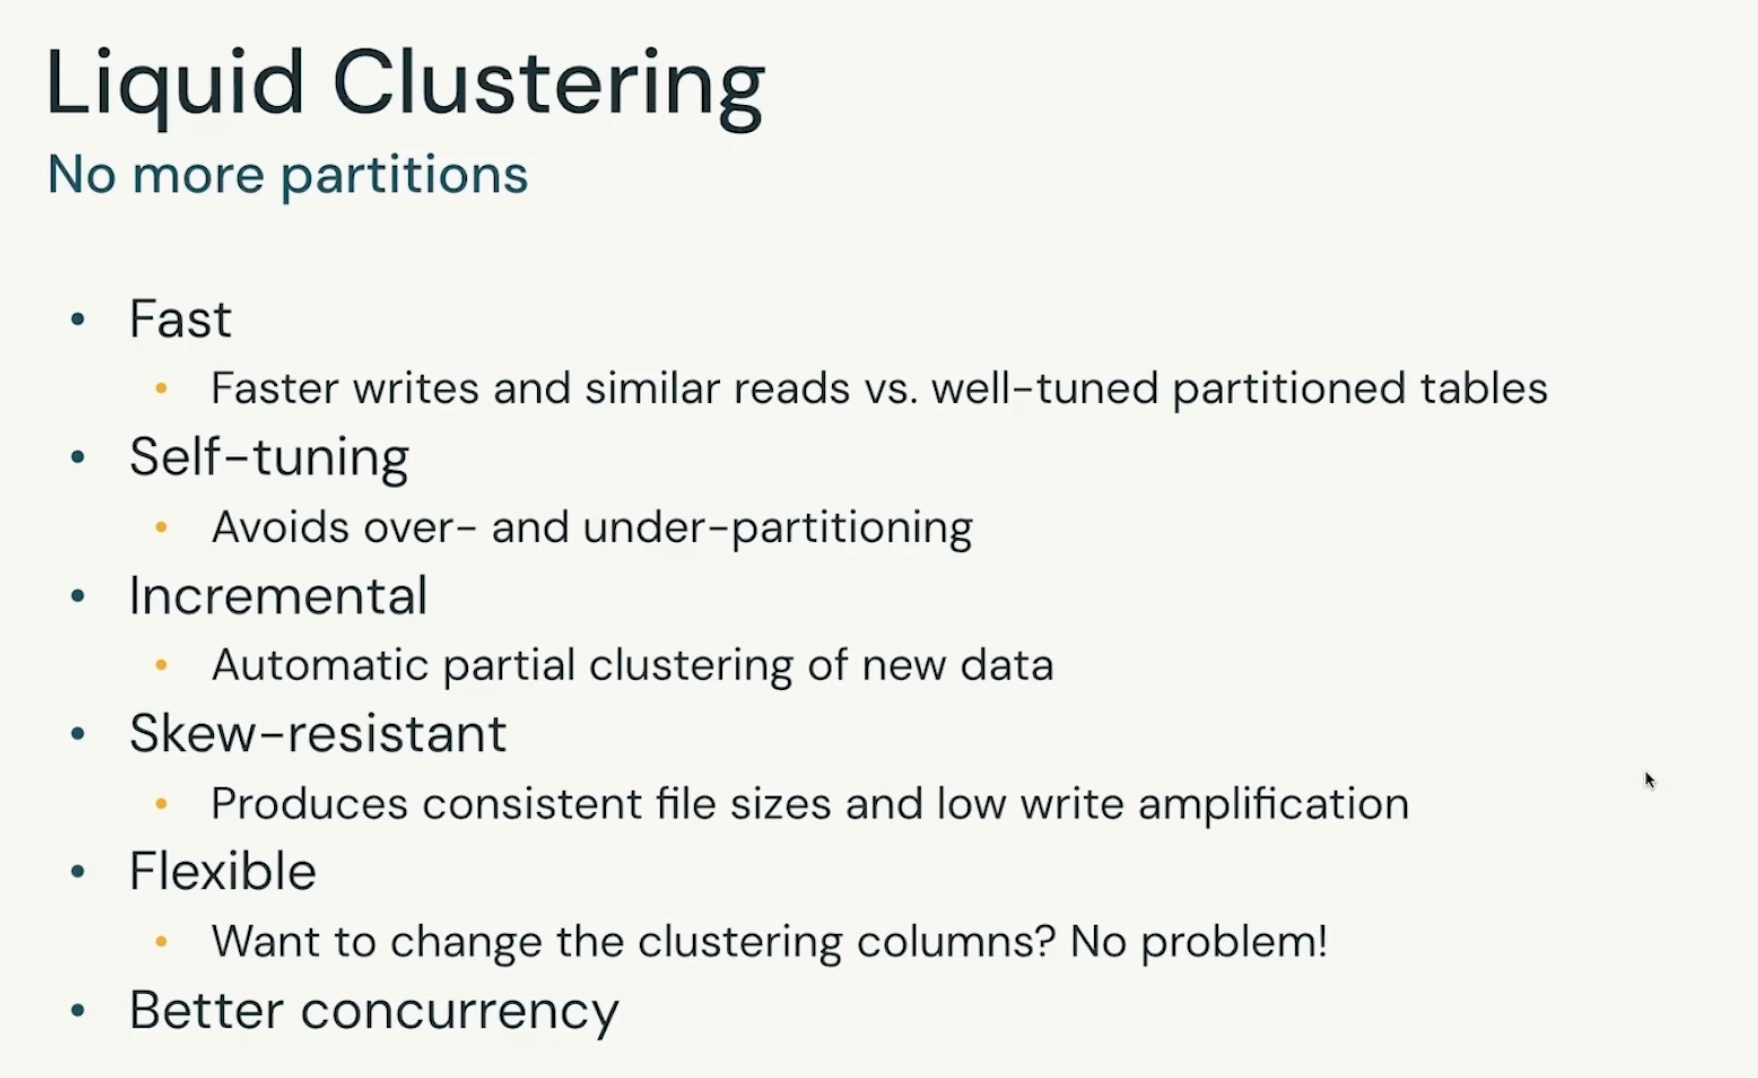 Liquid Clustering
No more partitions
• Fast
• Faster writes and similar reads vs. well-tuned partitioned tables
• Self-tuning
• Avoids over- and under-partitioning
• Incremental
• Automatic partial clustering of new data
• Skew-resistant
• Produces consistent file sizes and low write amplification
• Flexible
• Want to change the clustering columns? No problem!
• Better concurrency